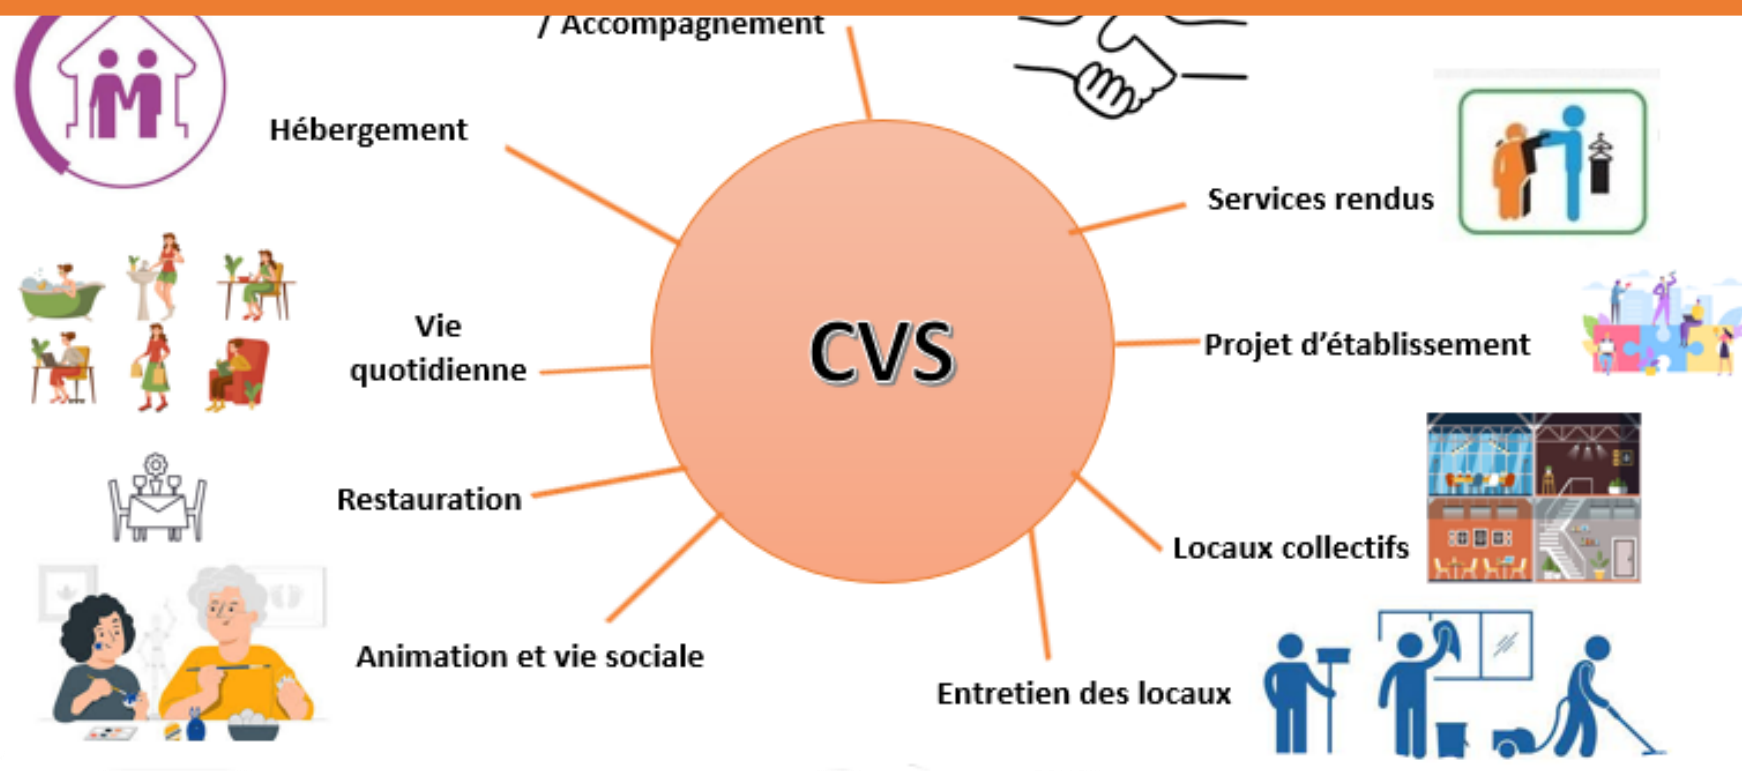 / Accompagnement
Hébergement
Services rendus
Vie
quotidienne
CVS
Projet d'établissement
Restauration
Locaux collectifs
Animation et vie sociale
Entretien des locaux